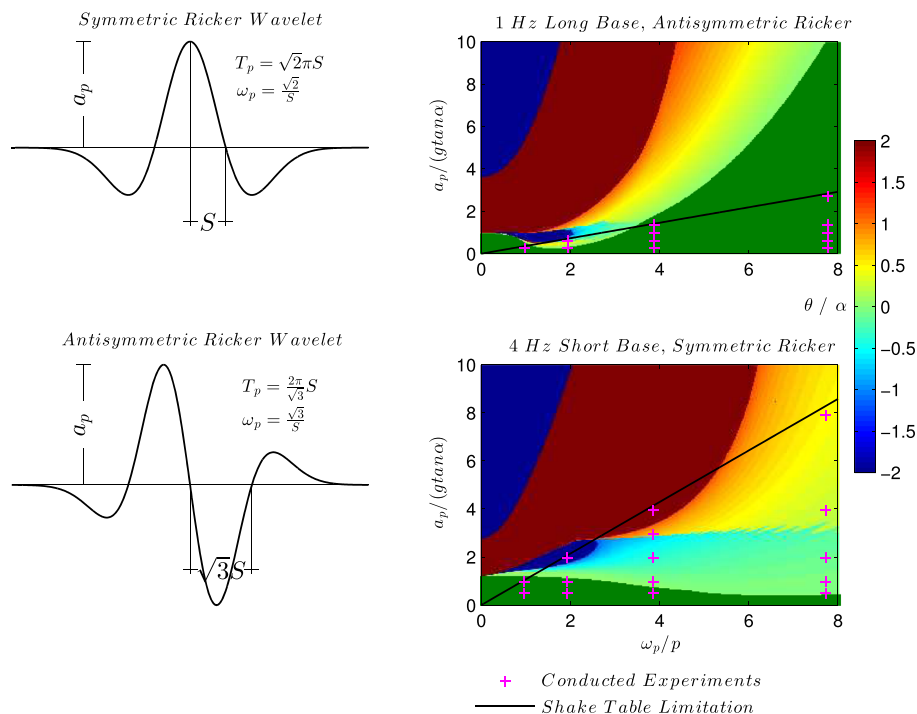 Symmetric Ricker Wavelet
a_p
T_p = √2πS
ω_p = √2/S
S
Antisymmetric Ricker Wavelet
a_p
T_p = 2π/√3 S
ω_p = √3/S
√3S
1 Hz Long Base, Antisymmetric Ricker
a_p/(gtanα)
10
8
6
4
2
0
0 2 4 6 8
4 Hz Short Base, Symmetric Ricker
a_p/(gtanα)
10
8
6
4
2
0
0 2 4 6 8
ω_p/p
θ / α
2
1.5
1
0.5
0
−0.5
−1
−1.5
−2
Conducted Experiments
Shake Table Limitation